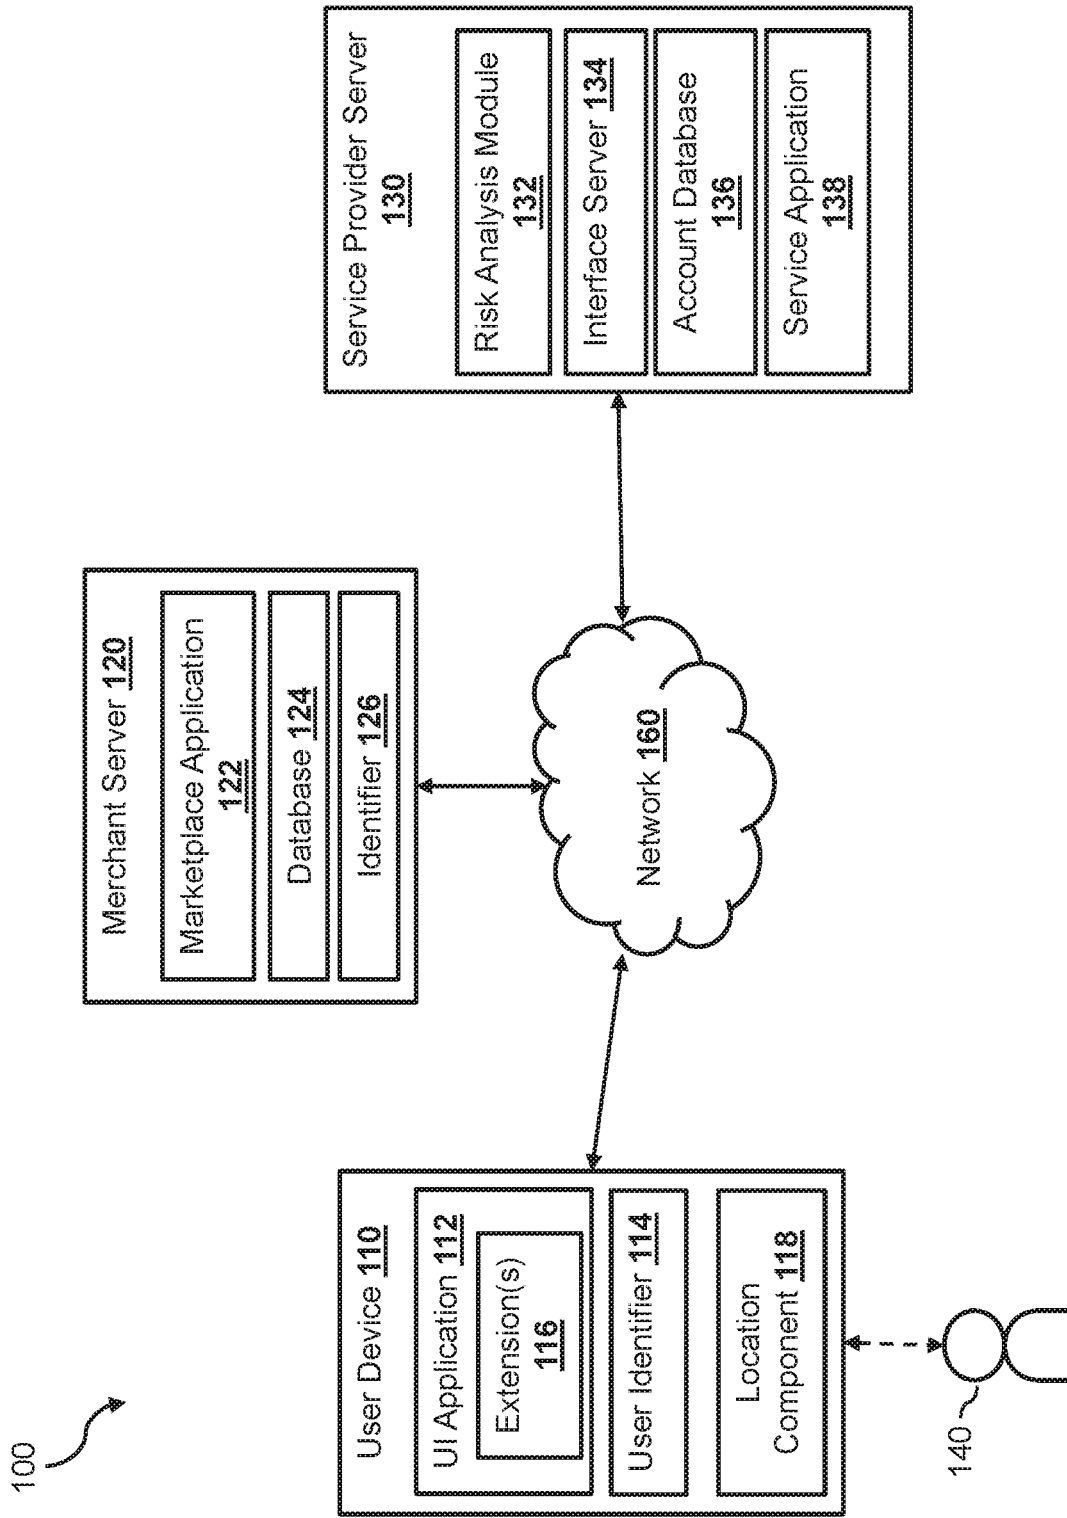 100
User Device 110
UI Application 112
Extension(s)
116
User Identifier 114
Location
Component 118
140
Merchant Server 120
Marketplace Application
122
Database 124
Identifier 126
Network 160
Service Provider Server
130
Risk Analysis Module
132
Interface Server 134
Account Database
136
Service Application
138